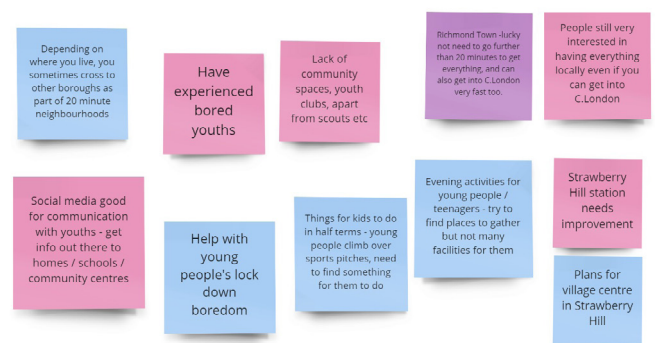 Depending on
where you live, you
sometimes cross to
other boroughs as
part of 20 minute
neighbourhoods
Have
experienced
bored
youths
Lack of
community
spaces, youth
clubs, apart
from scouts etc
Richmond Town -lucky
not need to go further
than 20 minutes to get
everything, and can
also get into C.London
very fast too.
People still very
interested in
having everything
locally even if you
can get into
C.London
Social media good
for communication
with youths - get
info out there to
homes / schools /
community centres
Help with
young
people's lock
down
boredom
Things for kids to do
in half terms - young
people climb over
sports pitches, need
to find something
for them to do
Evening activities for
young people /
teenagers - try to
find places to gather
but not many
facilities for them
Strawberry
Hill station
needs
improvement
Plans for
village centre
in Strawberry
Hill